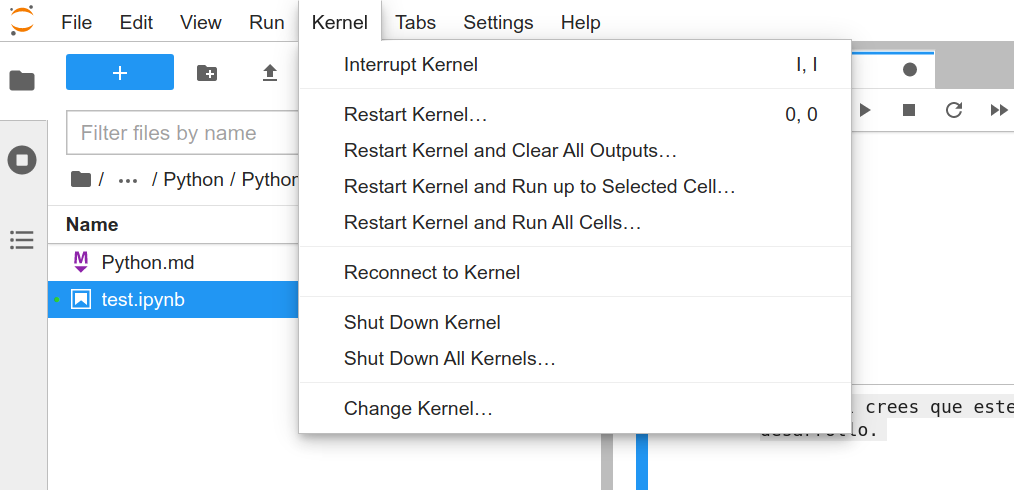 File Edit View Run Kernel Tabs Settings Help
Interrupt Kernel I, I
Restart Kernel… 0, 0
Restart Kernel and Clear All Outputs…
Restart Kernel and Run up to Selected Cell…
Restart Kernel and Run All Cells…
Reconnect to Kernel
Shut Down Kernel
Shut Down All Kernels…
Change Kernel…
+
Filter files by name
/ … / Python / Python
Name
Python.md
test.ipynb
crees que este
desarrollo.